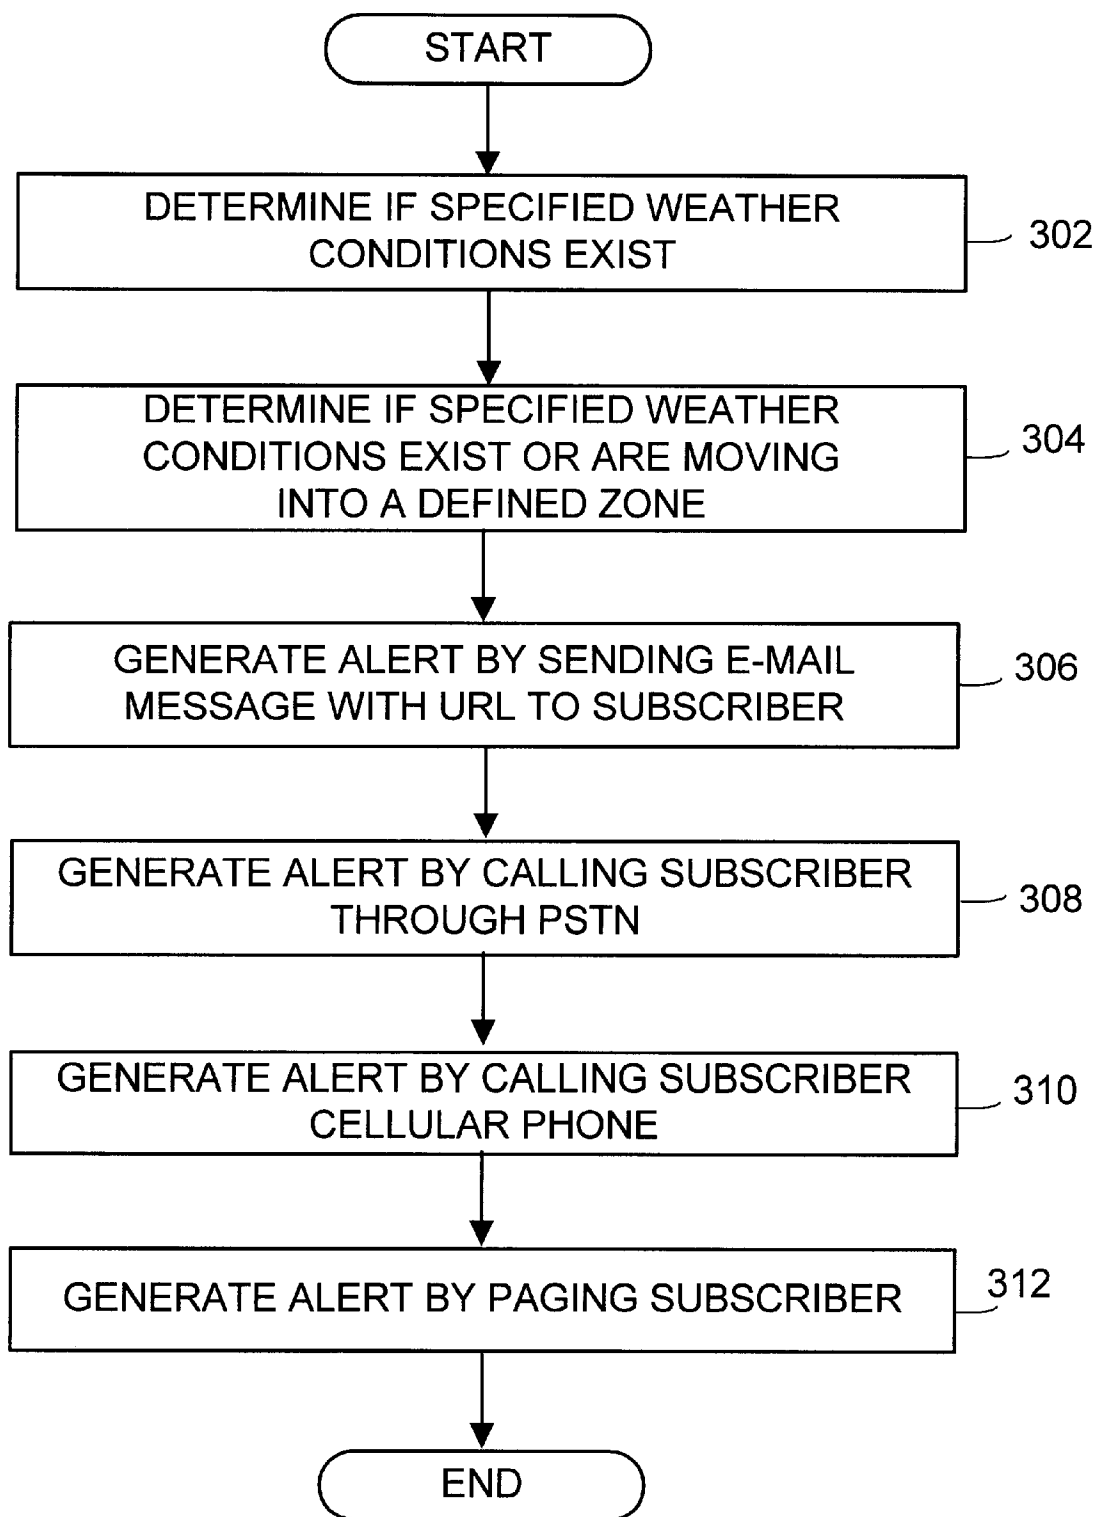 START
DETERMINE IF SPECIFIED WEATHER
CONDITIONS EXIST
302
DETERMINE IF SPECIFIED WEATHER
CONDITIONS EXIST OR ARE MOVING
INTO A DEFINED ZONE
304
GENERATE ALERT BY SENDING E-MAIL
MESSAGE WITH URL TO SUBSCRIBER
306
GENERATE ALERT BY CALLING SUBSCRIBER
THROUGH PSTN
308
GENERATE ALERT BY CALLING SUBSCRIBER
CELLULAR PHONE
310
GENERATE ALERT BY PAGING SUBSCRIBER
312
END